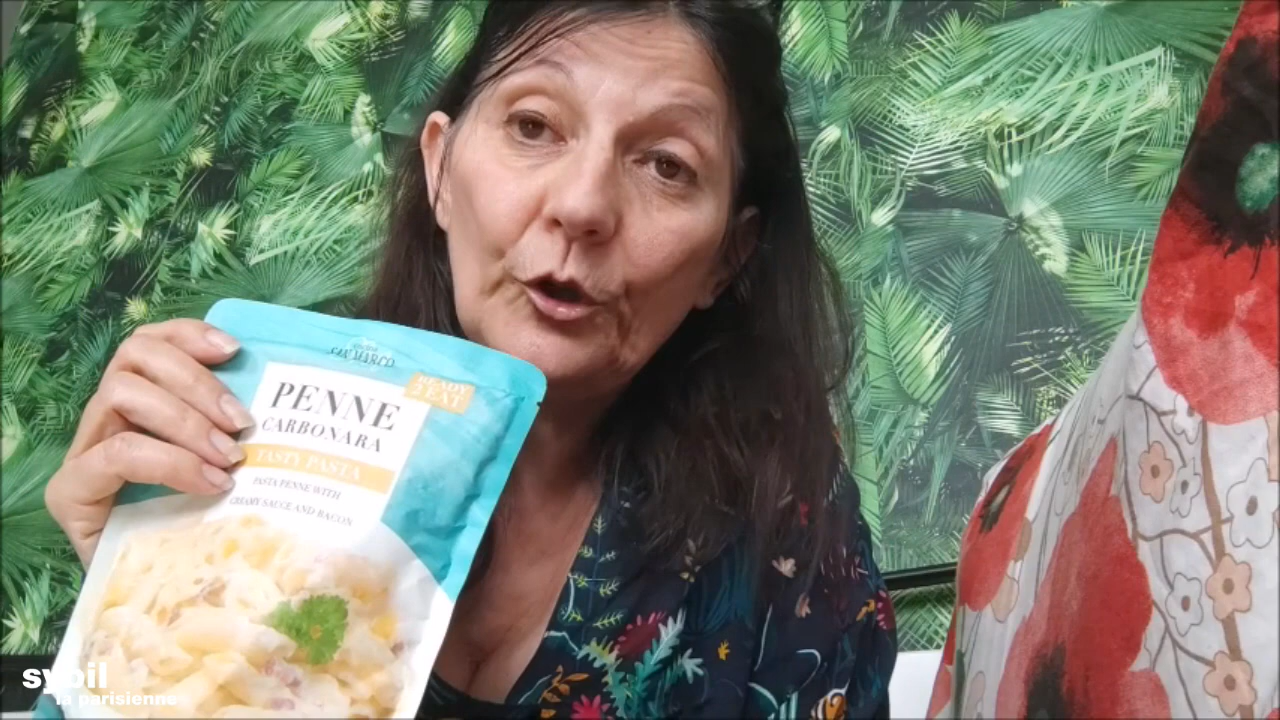 SAN MARCO
READY
2 EAT
PENNE
CARBONARA
TASTY PASTA
PASTA PENNE WITH
CREAMY SAUCE AND BACON
sybil
la parisienne